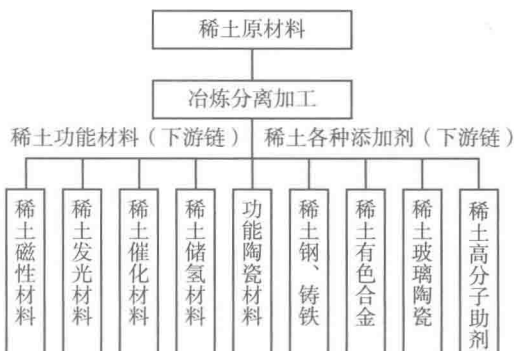 稀土原材料
冶炼分离加工
稀土功能材料（下游链）
稀土各种添加剂（下游链）
稀土磁性材料
稀土发光材料
稀土催化材料
稀土储氢材料
功能陶瓷材料
稀土钢、铸铁
稀土有色合金
稀土玻璃陶瓷
稀土高分子助剂